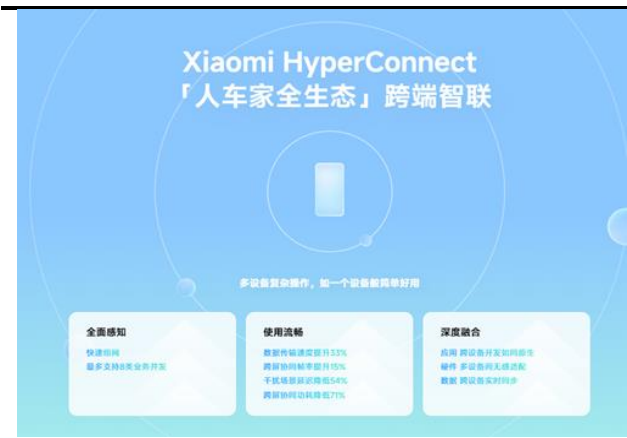 Xiaomi HyperConnect
「人车家全生态」跨端智联
多设备复杂操作，如一个设备般简单好用
全面感知
快速组网
最多支持8类业务并发
使用流畅
数据传输速度提升33%
跨屏协同帧率提升15%
干扰场景延迟降低54%
跨屏协同功耗降低71%
深度融合
应用 跨设备开发如同原生
硬件 多设备间无感适配
数据 跨设备实时同步